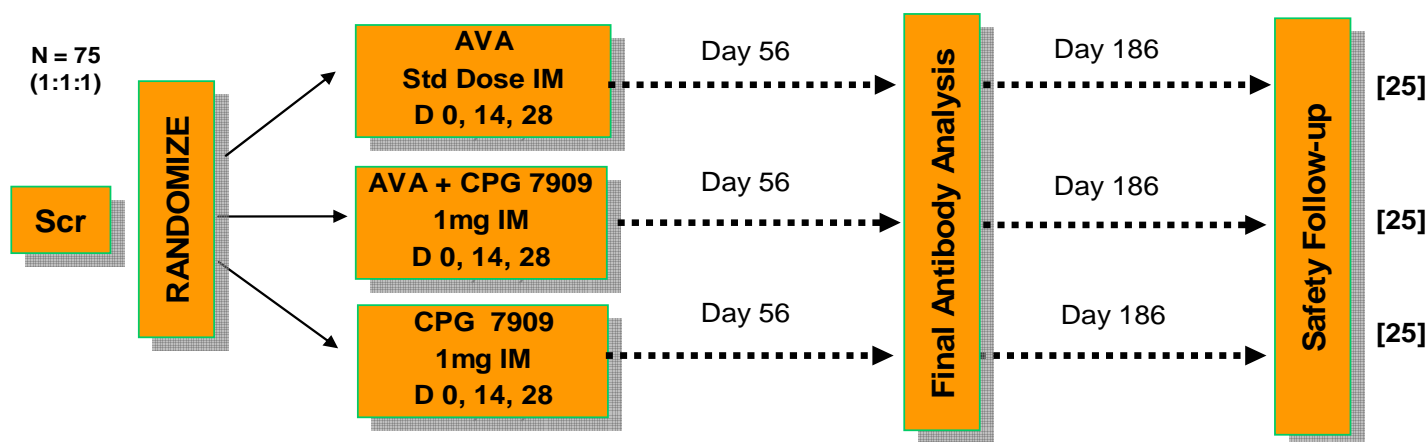 N = 75
(1:1:1)
Scr
RANDOMIZE
AVA
Std Dose IM
D 0, 14, 28
AVA + CPG 7909
1mg IM
D 0, 14, 28
CPG 7909
1mg IM
D 0, 14, 28
Day 56
Day 56
Day 56
Final Antibody Analysis
Day 186
Day 186
Day 186
Safety Follow-up
[25]
[25]
[25]